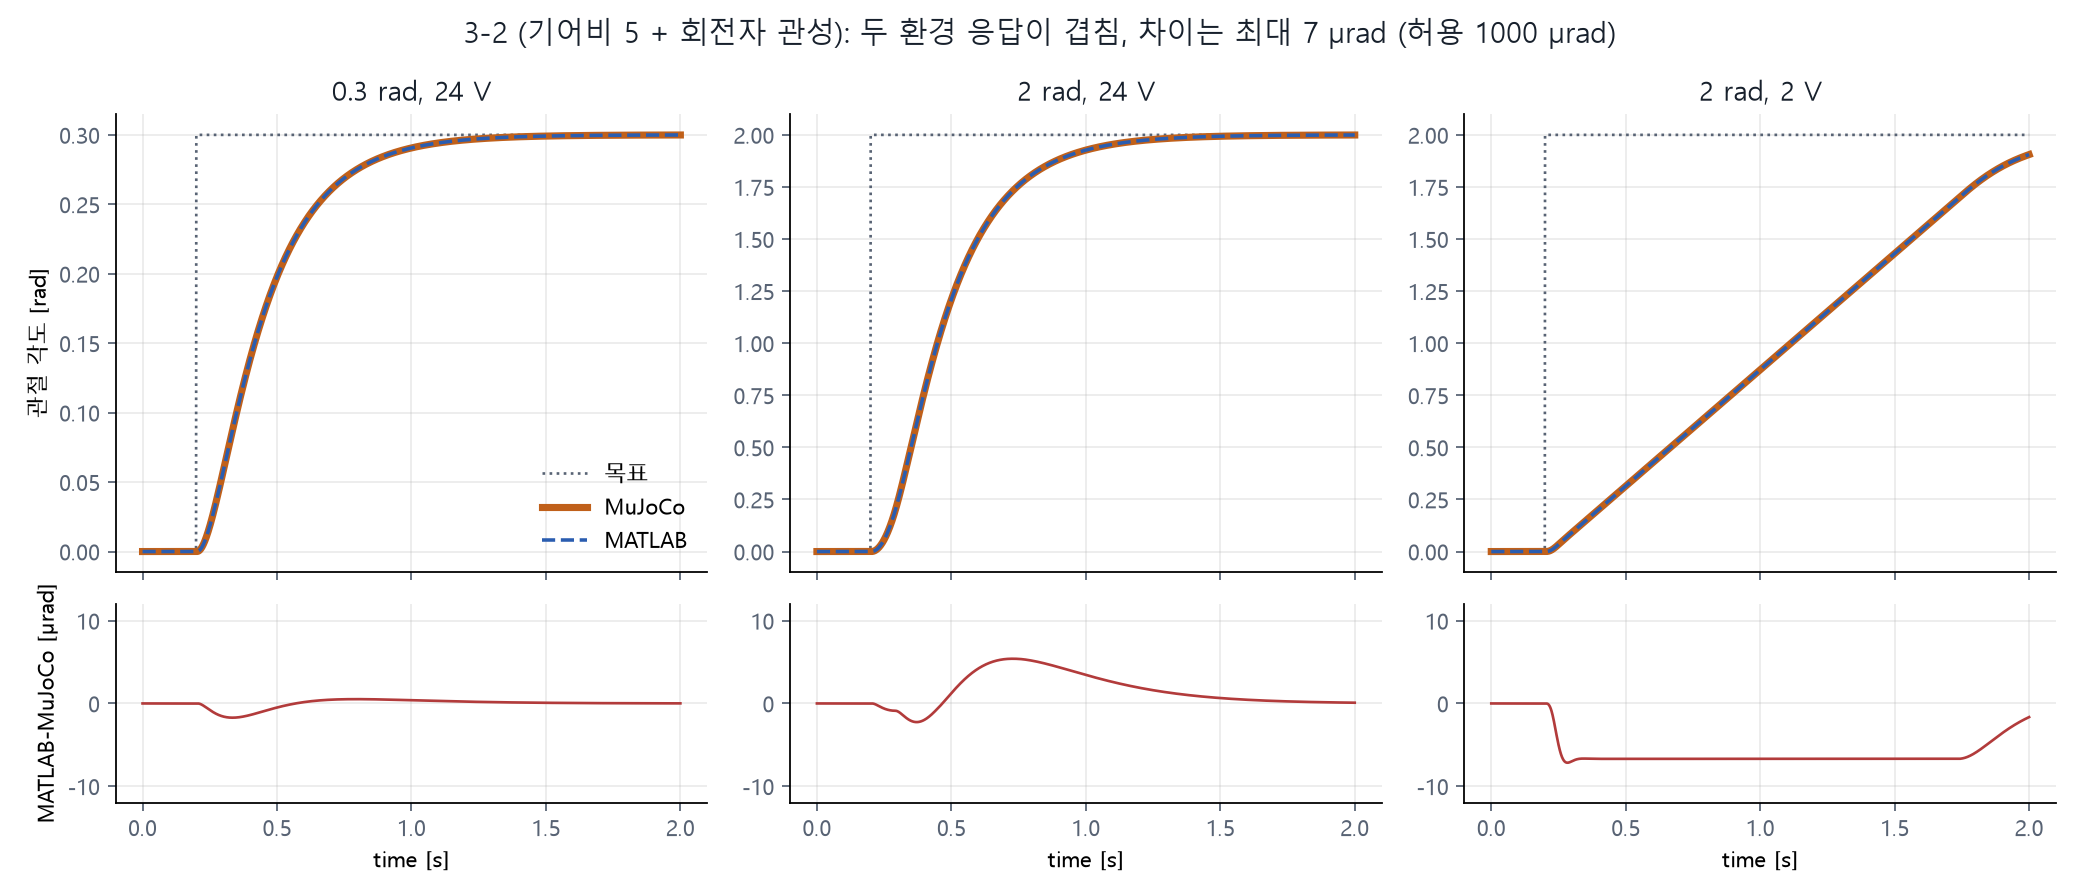 3-2 (기어비 5 + 회전자 관성): 두 환경 응답이 겹침, 차이는 최대 7 μrad (허용 1000 μrad)
0.3 rad, 24 V
관절 각도 [rad]
0.30
0.25
0.20
0.15
0.10
0.05
0.00
목표
MuJoCo
MATLAB
2 rad, 24 V
2.00
1.75
1.50
1.25
1.00
0.75
0.50
0.25
0.00
2 rad, 2 V
2.00
1.75
1.50
1.25
1.00
0.75
0.50
0.25
0.00
MATLAB-MuJoCo [μrad]
10
0
-10
0.0 0.5 1.0 1.5 2.0
time [s]
10
0
-10
0.0 0.5 1.0 1.5 2.0
time [s]
10
0
-10
0.0 0.5 1.0 1.5 2.0
time [s]